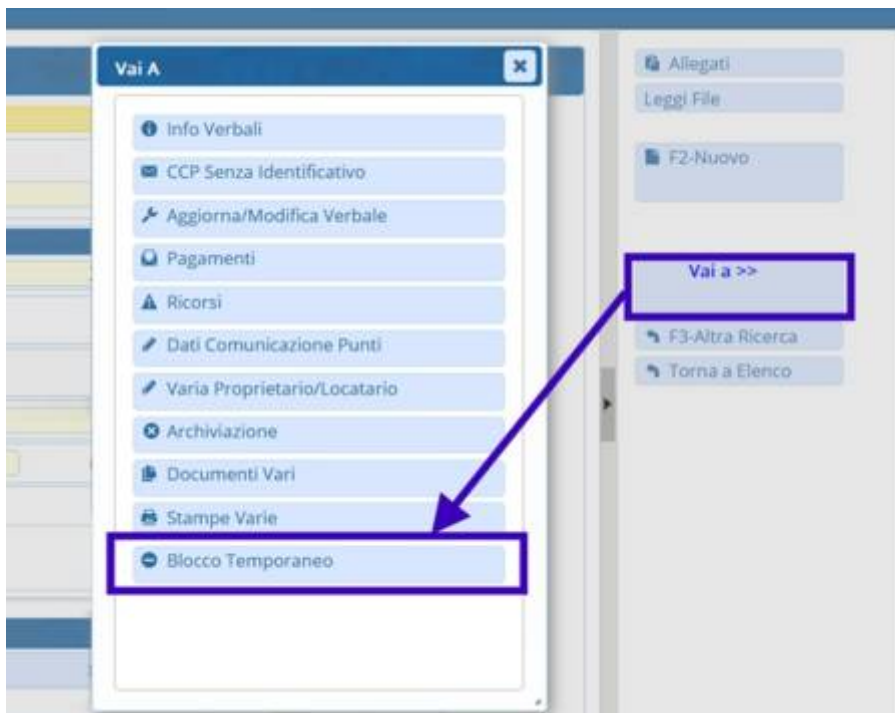 Vai A
Info Verbali
CCP Senza Identificativo
Aggiorna/Modifica Verbale
Pagamenti
Ricorsi
Dati Comunicazione Punti
Varia Proprietario/Locatario
Archiviazione
Documenti Vari
Stampe Varie
Blocco Temporaneo
Allegati
Leggi File
F2-Nuovo
Vai a >>
F3-Altra Ricerca
Torna a Elenco